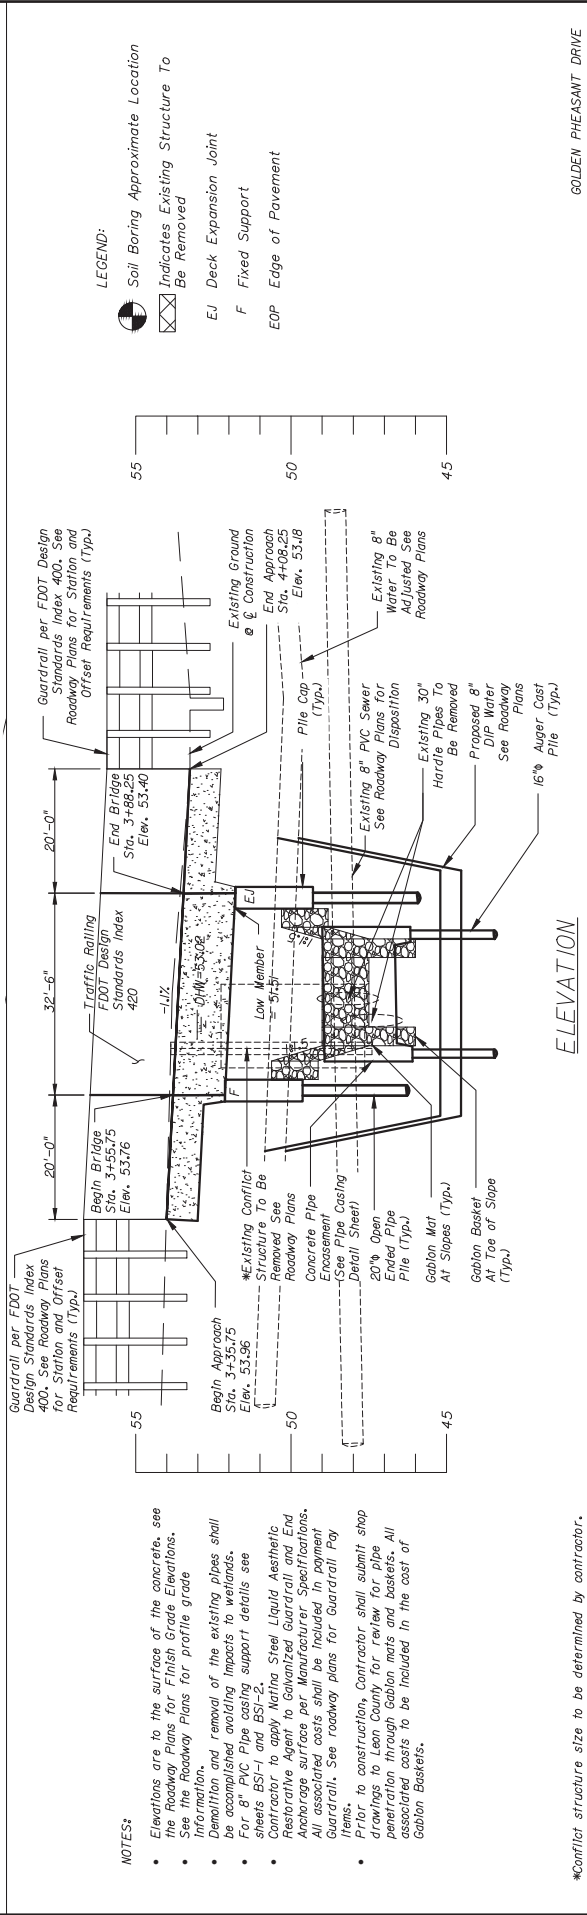 NOTES:
• Elevations are to the surface of the concrete. see
the Roadway Plans for Finish Grade Elevations.
• See the Roadway Plans for profile grade
information.
• Demolition and removal of the existing pipes shall
be accomplished avoiding impacts to wetlands.
• For 8" PVC Pipe casing support details see
sheets BSI-1 and BSI-2.
• Contractor to apply Natina Steel Liquid Aesthetic
Restorative Agent to Galvanized Guardrail and End
Anchorage surface per Manufacturer Specifications.
All associated costs shall be included in payment
Guardrail. See roadway plans for Guardrail Pay
Items.
• Prior to construction, Contractor shall submit shop
drawings to Leon County for review for pipe
penetration through Gabion mats and baskets. All
associated costs to be included in the cost of
Gabion Baskets.
*Conflict structure size to be determined by contractor.
Guardrail per FDOT
Design Standards Index
400. See Roadway Plans
for Station and Offset
Requirements (Typ.)
55
50
45
20'-0"
32'-6"
20'-0"
Begin Bridge
Sta. 3+55.75
Elev. 53.76
Traffic Railing
FDOT Design
Standards Index
420
-1.1%
End Bridge
Sta. 3+88.25
Elev. 53.40
Guardrail per FDOT Design
Standards Index 400. See
Roadway Plans for Station and
Offset Requirements (Typ.)
Begin Approach
Sta. 3+35.75
Elev. 53.96
DHW=53.02
Low Member
= 51.51
F
EJ
Existing Ground
@ ℄ Construction
End Approach
Sta. 4+08.25
Elev. 53.18
*Existing Conflict
Structure To Be
Removed See
Roadway Plans
Concrete Pipe
Encasement
(See Pipe Casing
Detail Sheet)
20"Φ Open
Ended Pipe
Pile (Typ.)
Gabion Mat
At Slopes (Typ.)
Gabion Basket
At Toe of Slope
(Typ.)
Pile Cap
(Typ.)
Existing 8"
Water To Be
Adjusted See
Roadway Plans
Existing 8" PVC Sewer
See Roadway Plans for
Disposition
Existing 30"
Hardie Pipes To
Be Removed
Proposed 8"
DIP Water
See Roadway
Plans
16"Φ Auger Cast
Pile (Typ.)
55
50
45
ELEVATION
LEGEND:
Soil Boring Approximate Location
Indicates Existing Structure To
Be Removed
EJ Deck Expansion Joint
F Fixed Support
EOP Edge of Pavement
GOLDEN PHEASANT DRIVE